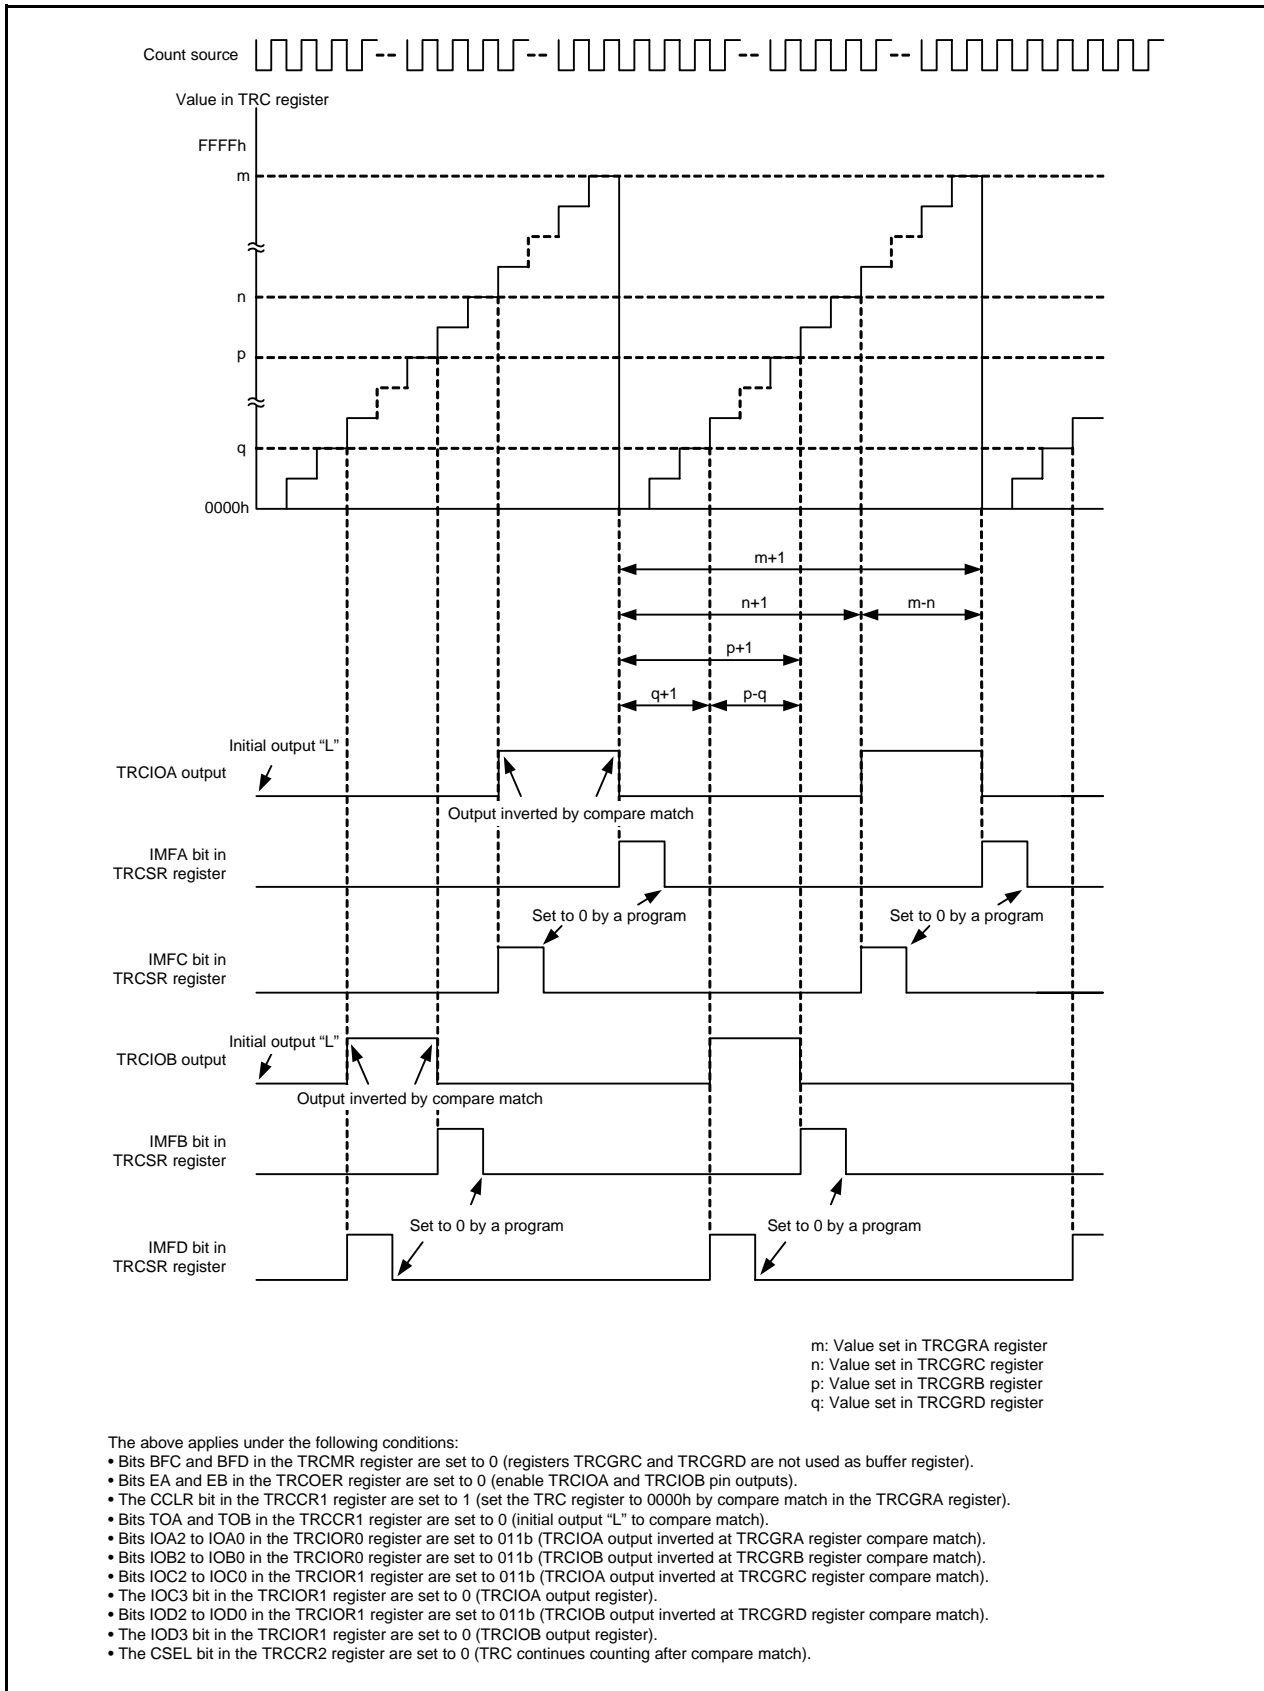 Count source
Value in TRC register
FFFFh
m
n
p
q
0000h
m+1
n+1
m-n
p+1
q+1
p-q
Initial output “L”
TRCIOA output
Output inverted by compare match
IMFA bit in
TRCSR register
Set to 0 by a program
Set to 0 by a program
IMFC bit in
TRCSR register
Initial output “L”
TRCIOB output
Output inverted by compare match
IMFB bit in
TRCSR register
Set to 0 by a program
Set to 0 by a program
IMFD bit in
TRCSR register
m: Value set in TRCGRA register
n: Value set in TRCGRC register
p: Value set in TRCGRB register
q: Value set in TRCGRD register
The above applies under the following conditions:
• Bits BFC and BFD in the TRCMR register are set to 0 (registers TRCGRC and TRCGRD are not used as buffer register).
• Bits EA and EB in the TRCOER register are set to 0 (enable TRCIOA and TRCIOB pin outputs).
• The CCLR bit in the TRCCR1 register are set to 1 (set the TRC register to 0000h by compare match in the TRCGRA register).
• Bits TOA and TOB in the TRCCR1 register are set to 0 (initial output “L” to compare match).
• Bits IOA2 to IOA0 in the TRCIOR0 register are set to 011b (TRCIOA output inverted at TRCGRA register compare match).
• Bits IOB2 to IOB0 in the TRCIOR0 register are set to 011b (TRCIOB output inverted at TRCGRB register compare match).
• Bits IOC2 to IOC0 in the TRCIOR1 register are set to 011b (TRCIOA output inverted at TRCGRC register compare match).
• The IOC3 bit in the TRCIOR1 register are set to 0 (TRCIOA output register).
• Bits IOD2 to IOD0 in the TRCIOR1 register are set to 011b (TRCIOB output inverted at TRCGRD register compare match).
• The IOD3 bit in the TRCIOR1 register are set to 0 (TRCIOB output register).
• The CSEL bit in the TRCCR2 register are set to 0 (TRC continues counting after compare match).